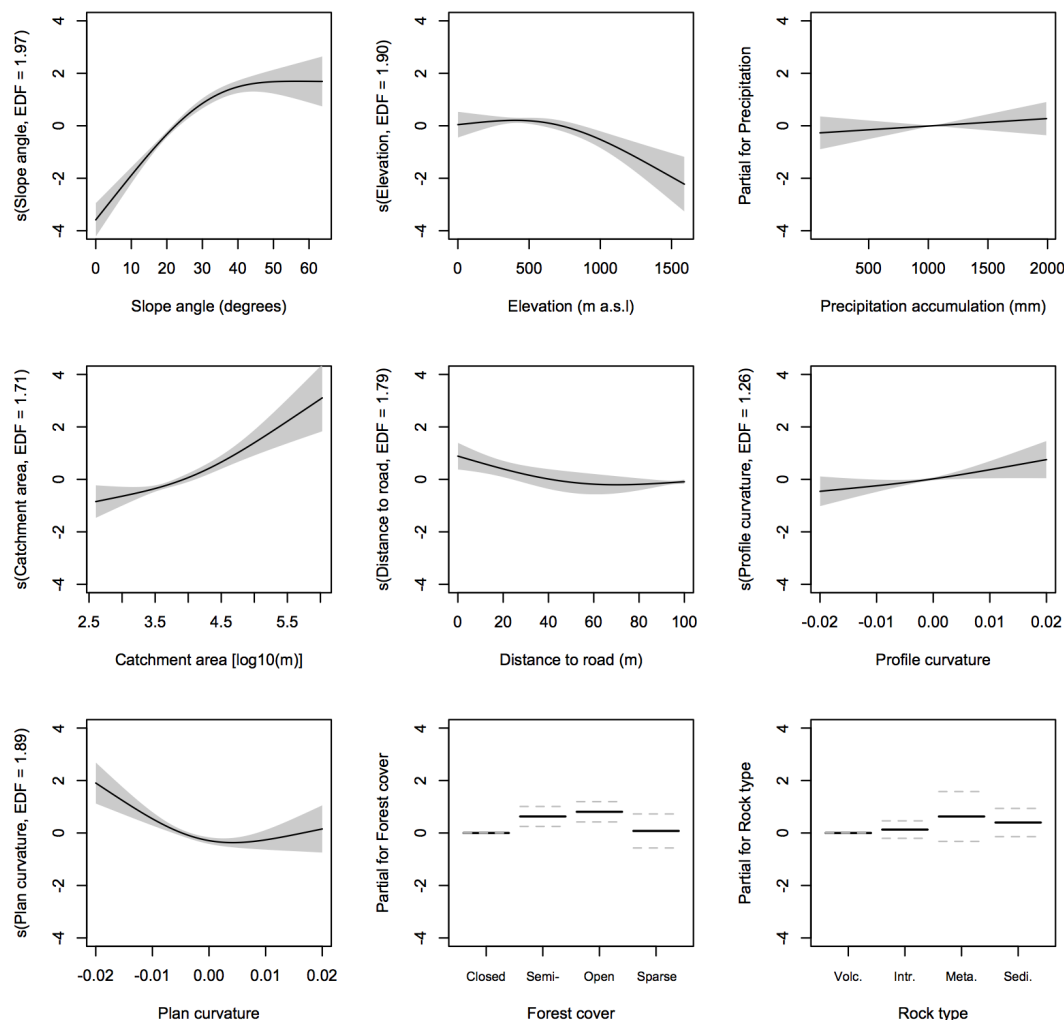 s(Slope angle, EDF = 1.97)
4
2
0
-2
-4
0 10 20 30 40 50 60
Slope angle (degrees)
s(Elevation, EDF = 1.90)
4
2
0
-2
-4
0 500 1000 1500
Elevation (m a.s.l)
Partial for Precipitation
4
2
0
-2
-4
500 1000 1500 2000
Precipitation accumulation (mm)
s(Catchment area, EDF = 1.71)
4
2
0
-2
-4
2.5 3.5 4.5 5.5
Catchment area [log10(m)]
s(Distance to road, EDF = 1.79)
4
2
0
-2
-4
0 20 40 60 80 100
Distance to road (m)
s(Profile curvature, EDF = 1.26)
4
2
0
-2
-4
-0.02 -0.01 0.00 0.01 0.02
Profile curvature
s(Plan curvature, EDF = 1.89)
4
2
0
-2
-4
-0.02 -0.01 0.00 0.01 0.02
Plan curvature
Partial for Forest cover
4
2
0
-2
-4
Closed Semi- Open Sparse
Forest cover
Partial for Rock type
4
2
0
-2
-4
Volc. Intr. Meta. Sedi.
Rock type